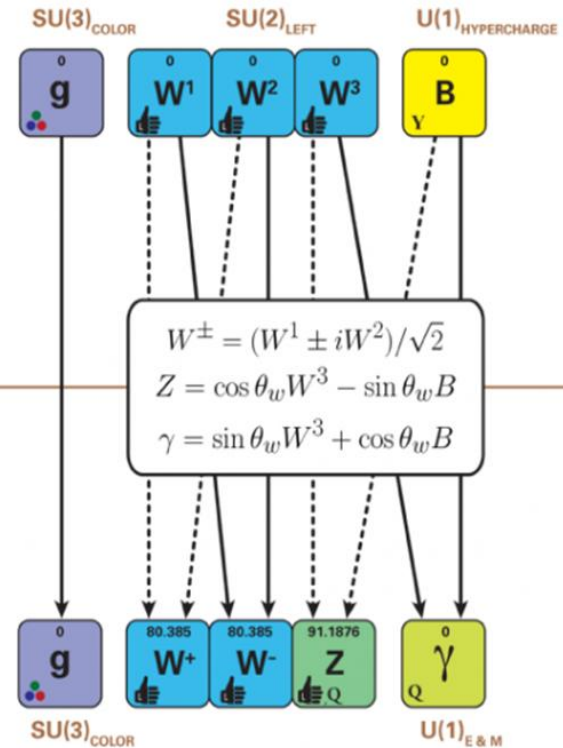 SU(3)COLOR SU(2)LEFT U(1)HYPERCHARGE
0 0 0 0 0
g W¹ W² W³ B
Y
W± = (W¹ ± iW²)/√2
Z = cos θw W³ − sin θw B
γ = sin θw W³ + cos θw B
0 80.385 80.385 91.1876 0
g W⁺ W⁻ Z γ
Q Q
SU(3)COLOR U(1)E & M